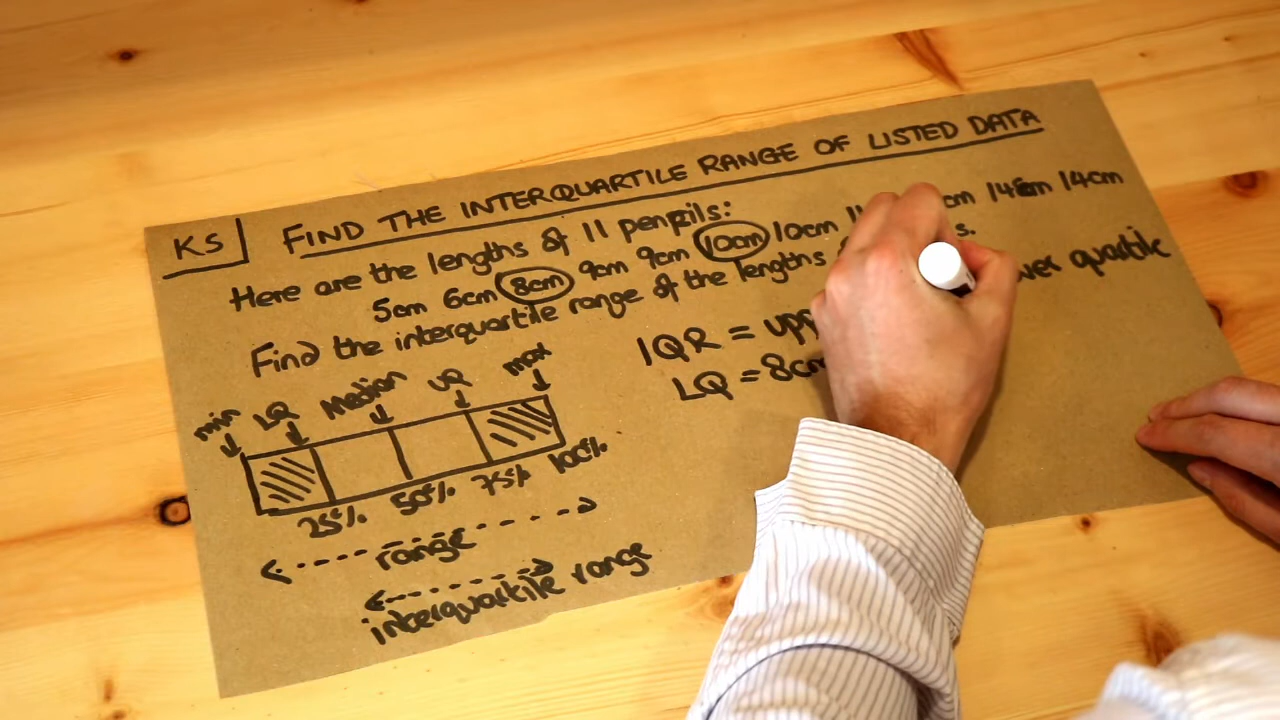 KS
FIND THE INTERQUARTILE RANGE OF LISTED DATA
Here are the lengths of 11 pencils:
5cm 6cm 8cm 9cm 9cm 10cm 10cm 14cm 14cm
Find the interquartile range of the lengths
IQR = quartile
LQ = 8cm
min LQ Median UQ max
25% 50% 75% 100%
range
interquartile range